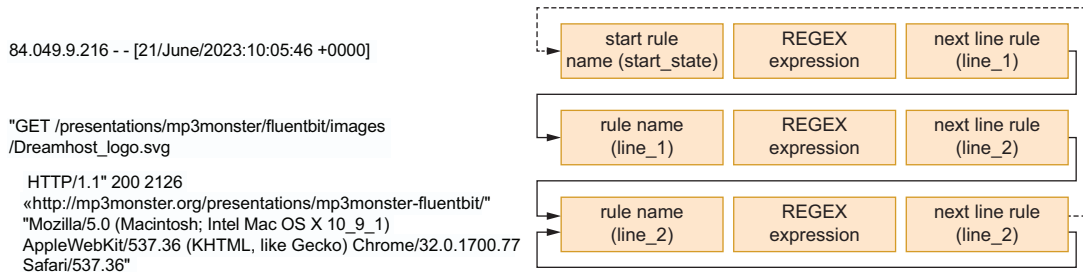 84.049.9.216 - - [21/June/2023:10:05:46 +0000]
"GET /presentations/mp3monster/fluentbit/images
/Dreamhost_logo.svg
HTTP/1.1" 200 2126
«http://mp3monster.org/presentations/mp3monster-fluentbit/"
"Mozilla/5.0 (Macintosh; Intel Mac OS X 10_9_1)
AppleWebKit/537.36 (KHTML, like Gecko) Chrome/32.0.1700.77
Safari/537.36"
start rule
name (start_state)
REGEX
expression
next line rule
(line_1)
rule name
(line_1)
REGEX
expression
next line rule
(line_2)
rule name
(line_2)
REGEX
expression
next line rule
(line_2)